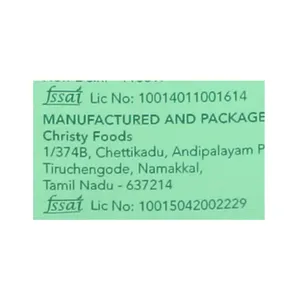 fssai Lic No: 10014011001614
MANUFACTURED AND PACKAGE
Christy Foods
1/374B, Chettikadu, Andipalayam P
Tiruchengode, Namakkal,
Tamil Nadu - 637214
fssai Lic No: 10015042002229